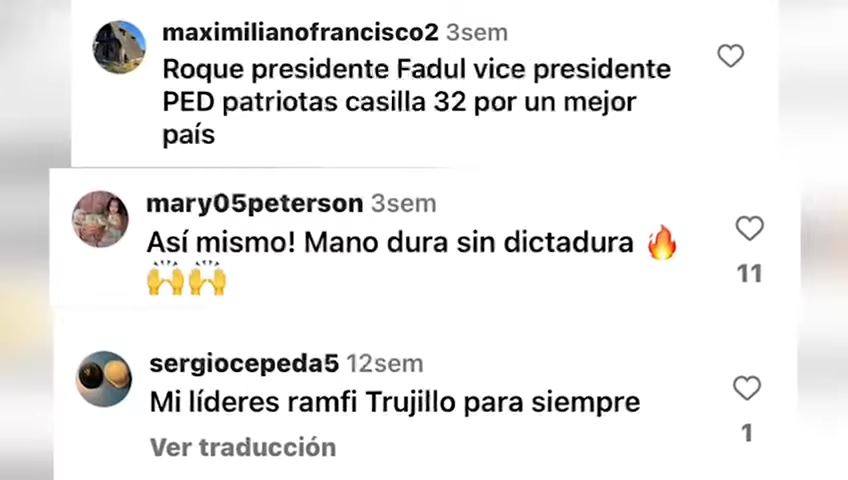 maximilianofrancisco2 3sem
Roque presidente Fadul vice presidente
PED patriotas casilla 32 por un mejor
país
mary05peterson 3sem
Así mismo! Mano dura sin dictadura 🔥
🙌🙌
11
sergiocepeda5 12sem
Mi líderes ramfi Trujillo para siempre
1
Ver traducción